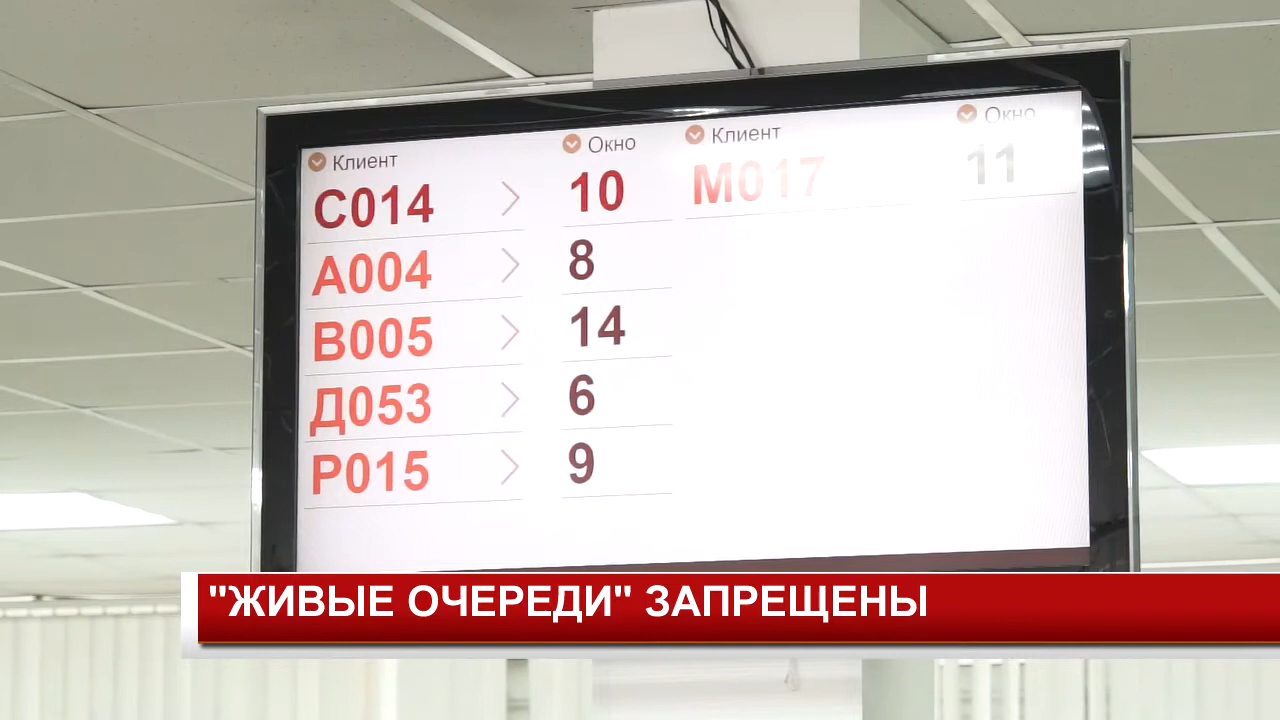 Клиент Окно Клиент Окно
С014 10 М017 11
А004 8
В005 14
Д053 6
Р015 9
"ЖИВЫЕ ОЧЕРЕДИ" ЗАПРЕЩЕНЫ